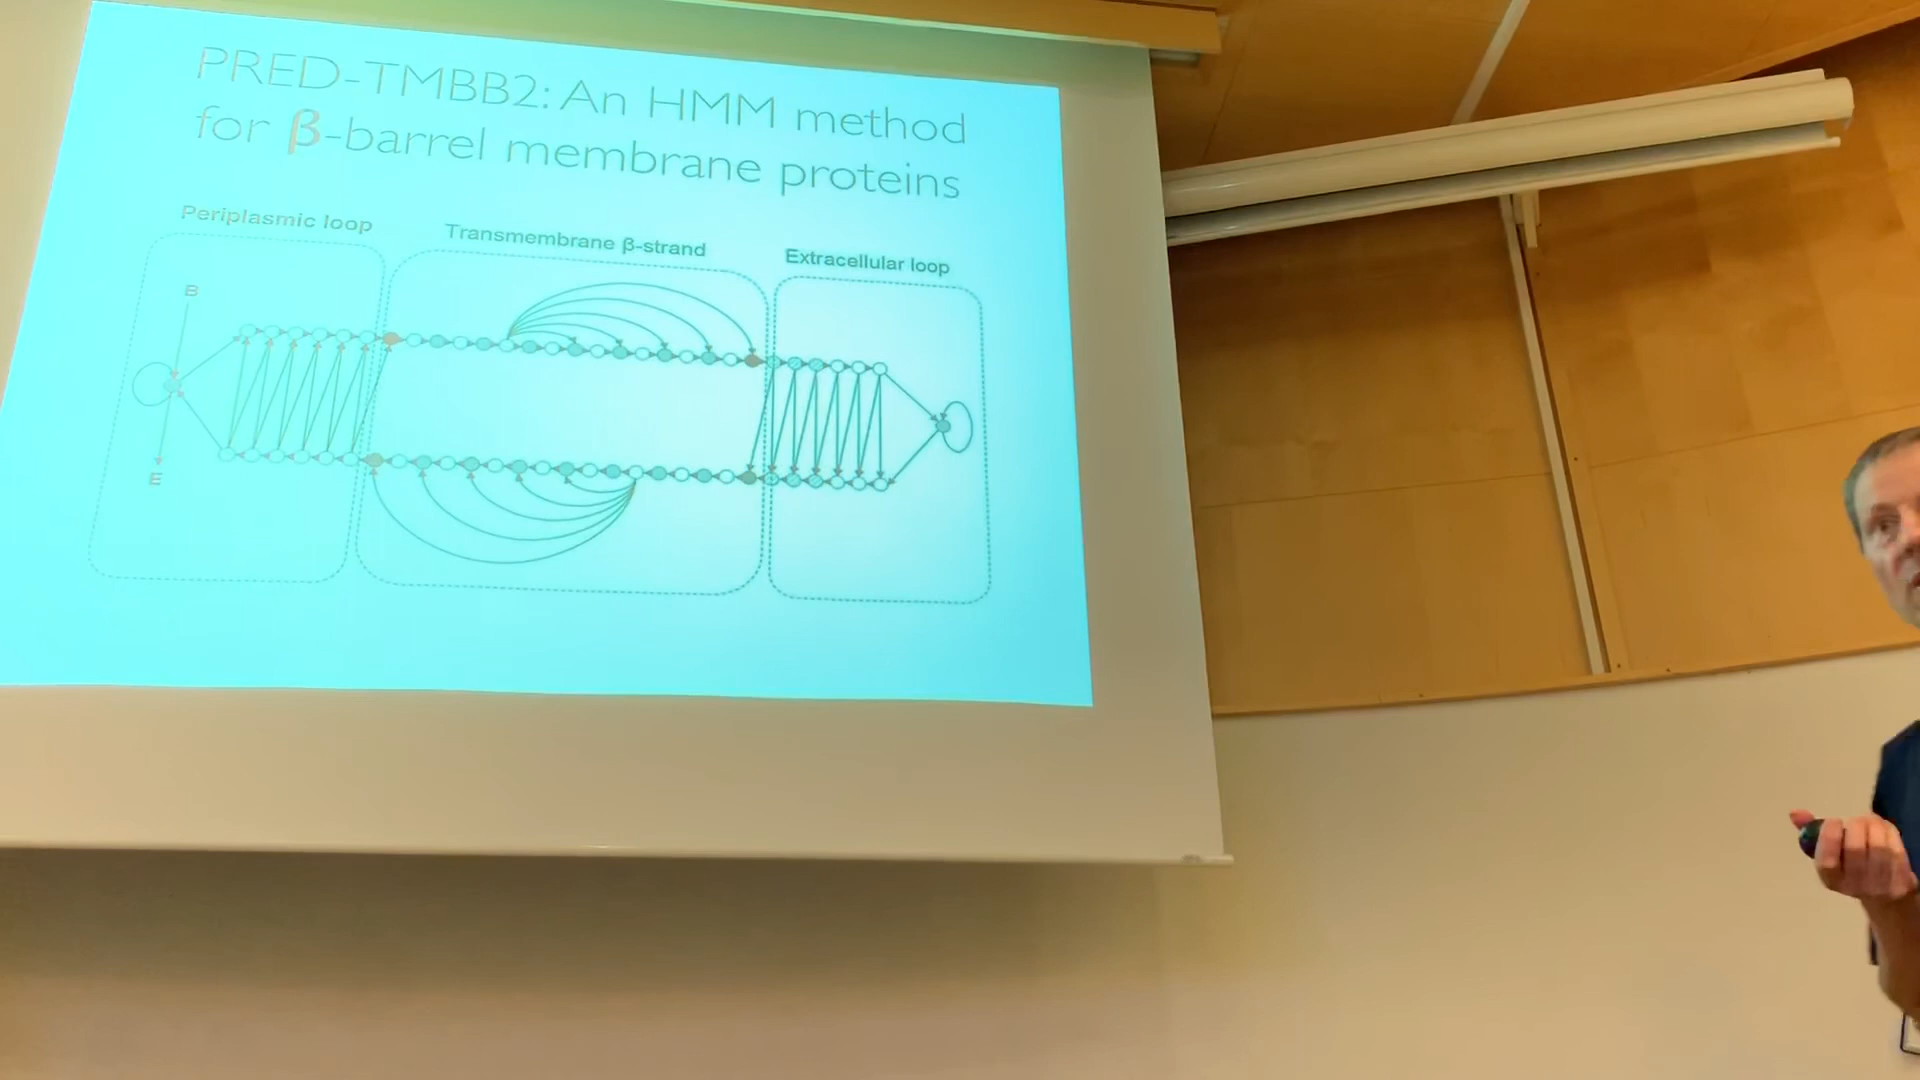 PRED-TMBB2: An HMM method
for β-barrel membrane proteins
Periplasmic loop
Transmembrane β-strand
Extracellular loop
B
E